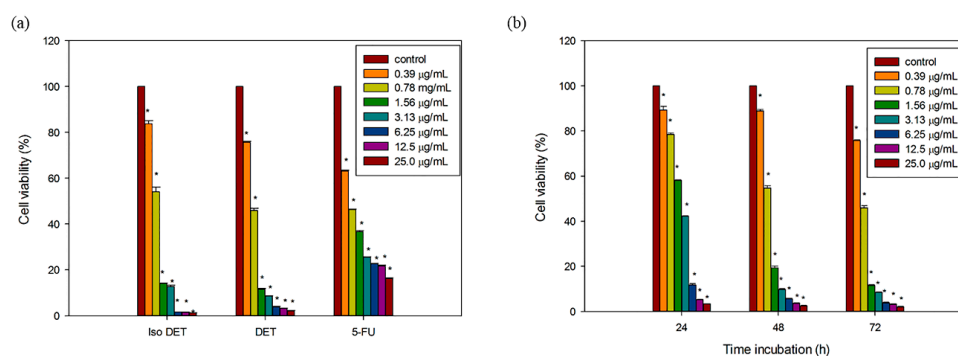 (a)
120
100
80
60
40
20
0
Cell viability (%)
control
0.39 µg/mL
0.78 mg/mL
1.56 µg/mL
3.13 µg/mL
6.25 µg/mL
12.5 µg/mL
25.0 µg/mL
* * * * * * *
* * * * * * *
* * * * * * *
Iso DET DET 5-FU
(b)
120
100
80
60
40
20
0
Cell viability (%)
control
0.39 µg/mL
0.78 µg/mL
1.56 µg/mL
3.13 µg/mL
6.25 µg/mL
12.5 µg/mL
25.0 µg/mL
* * * * * * *
* * * * * * *
* * * * * * *
24 48 72
Time incubation (h)